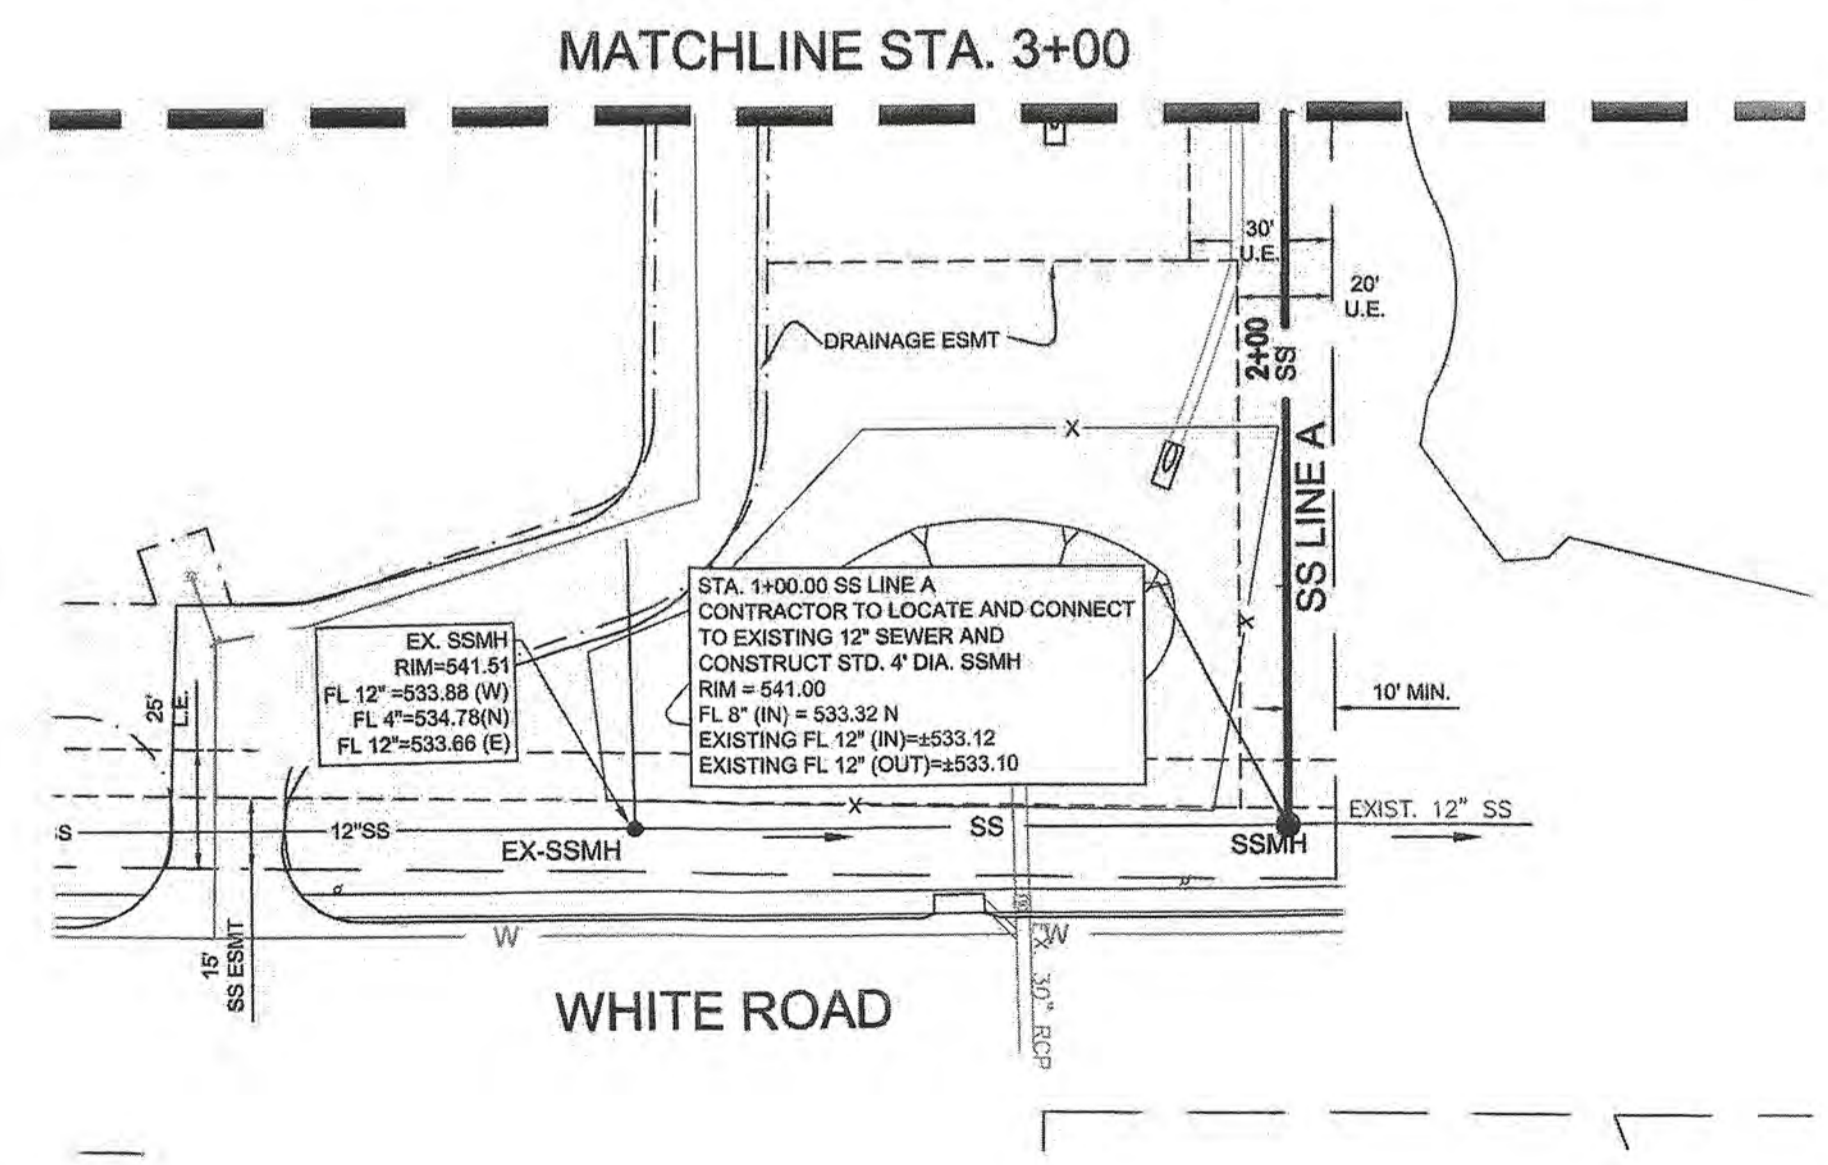 MATCHLINE STA. 3+00
30'
U.E.
20'
U.E.
DRAINAGE ESMT
2+00
SS
X
SS LINE A
STA. 1+00.00 SS LINE A
CONTRACTOR TO LOCATE AND CONNECT
TO EXISTING 12" SEWER AND
CONSTRUCT STD. 4' DIA. SSMH
RIM = 541.00
FL 8" (IN) = 533.32 N
EXISTING FL 12" (IN)=±533.12
EXISTING FL 12" (OUT)=±533.10
X
EX. SSMH
RIM=541.51
FL 12" =533.88 (W)
FL 4"=534.78(N)
FL 12"=533.66 (E)
25'
L.E.
10' MIN.
X
EXIST. 12" SS
S
12"SS
SS
EX-SSMH
SSMH
15'
SS ESMT
W
W
EX. 30" RCP
WHITE ROAD